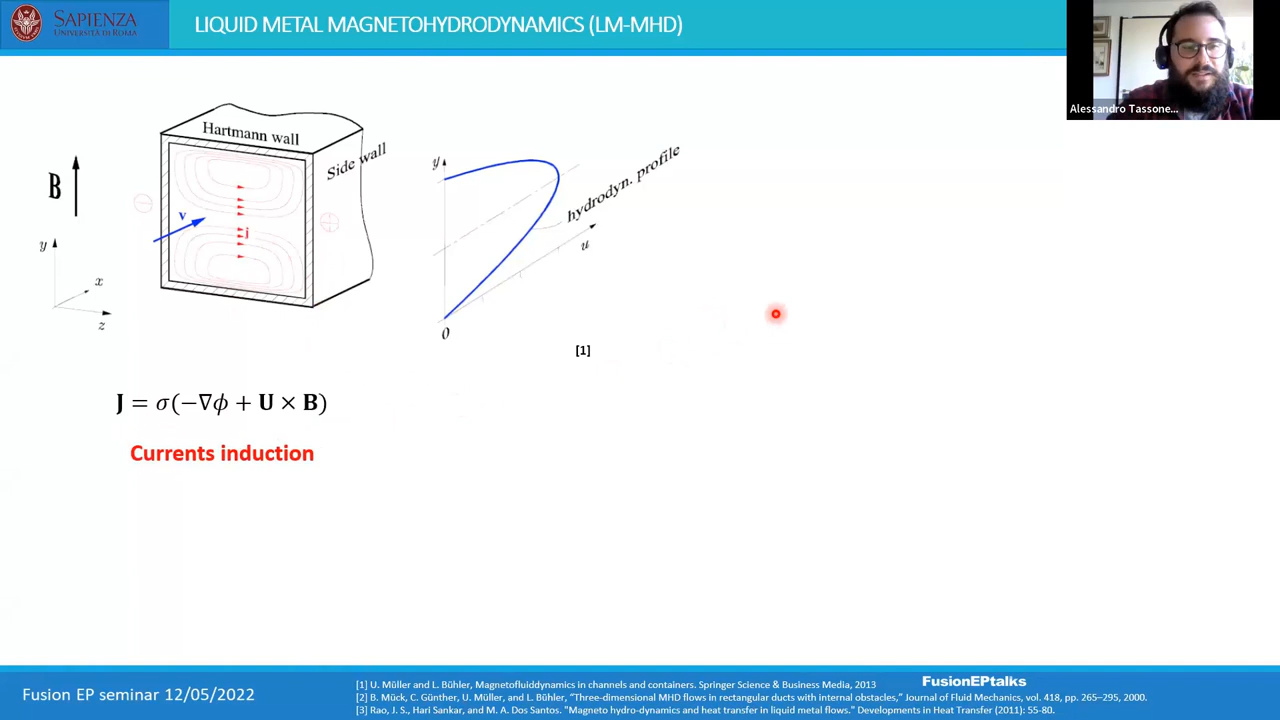 SAPIENZA
UNIVERSITÀ DI ROMA
LIQUID METAL MAGNETOHYDRODYNAMICS (LM-MHD)
Alessandro Tassone...
Hartmann wall
Side wall
B
v
j
y
x
z
y
hydrodyn. profile
u
0
[1]
J = σ(−∇ϕ + U × B)
Currents induction
Fusion EP seminar 12/05/2022
FusionEPtalks
[1] U. Müller and L. Bühler, Magnetofluiddynamics in channels and containers. Springer Science & Business Media, 2013
[2] B. Mück, C. Günther, U. Müller, and L. Bühler, “Three-dimensional MHD flows in rectangular ducts with internal obstacles,” Journal of Fluid Mechanics, vol. 418, pp. 265–295, 2000.
[3] Rao, J. S., Hari Sankar, and M. A. Dos Santos. "Magneto hydro-dynamics and heat transfer in liquid metal flows." Developments in Heat Transfer (2011): 55-80.